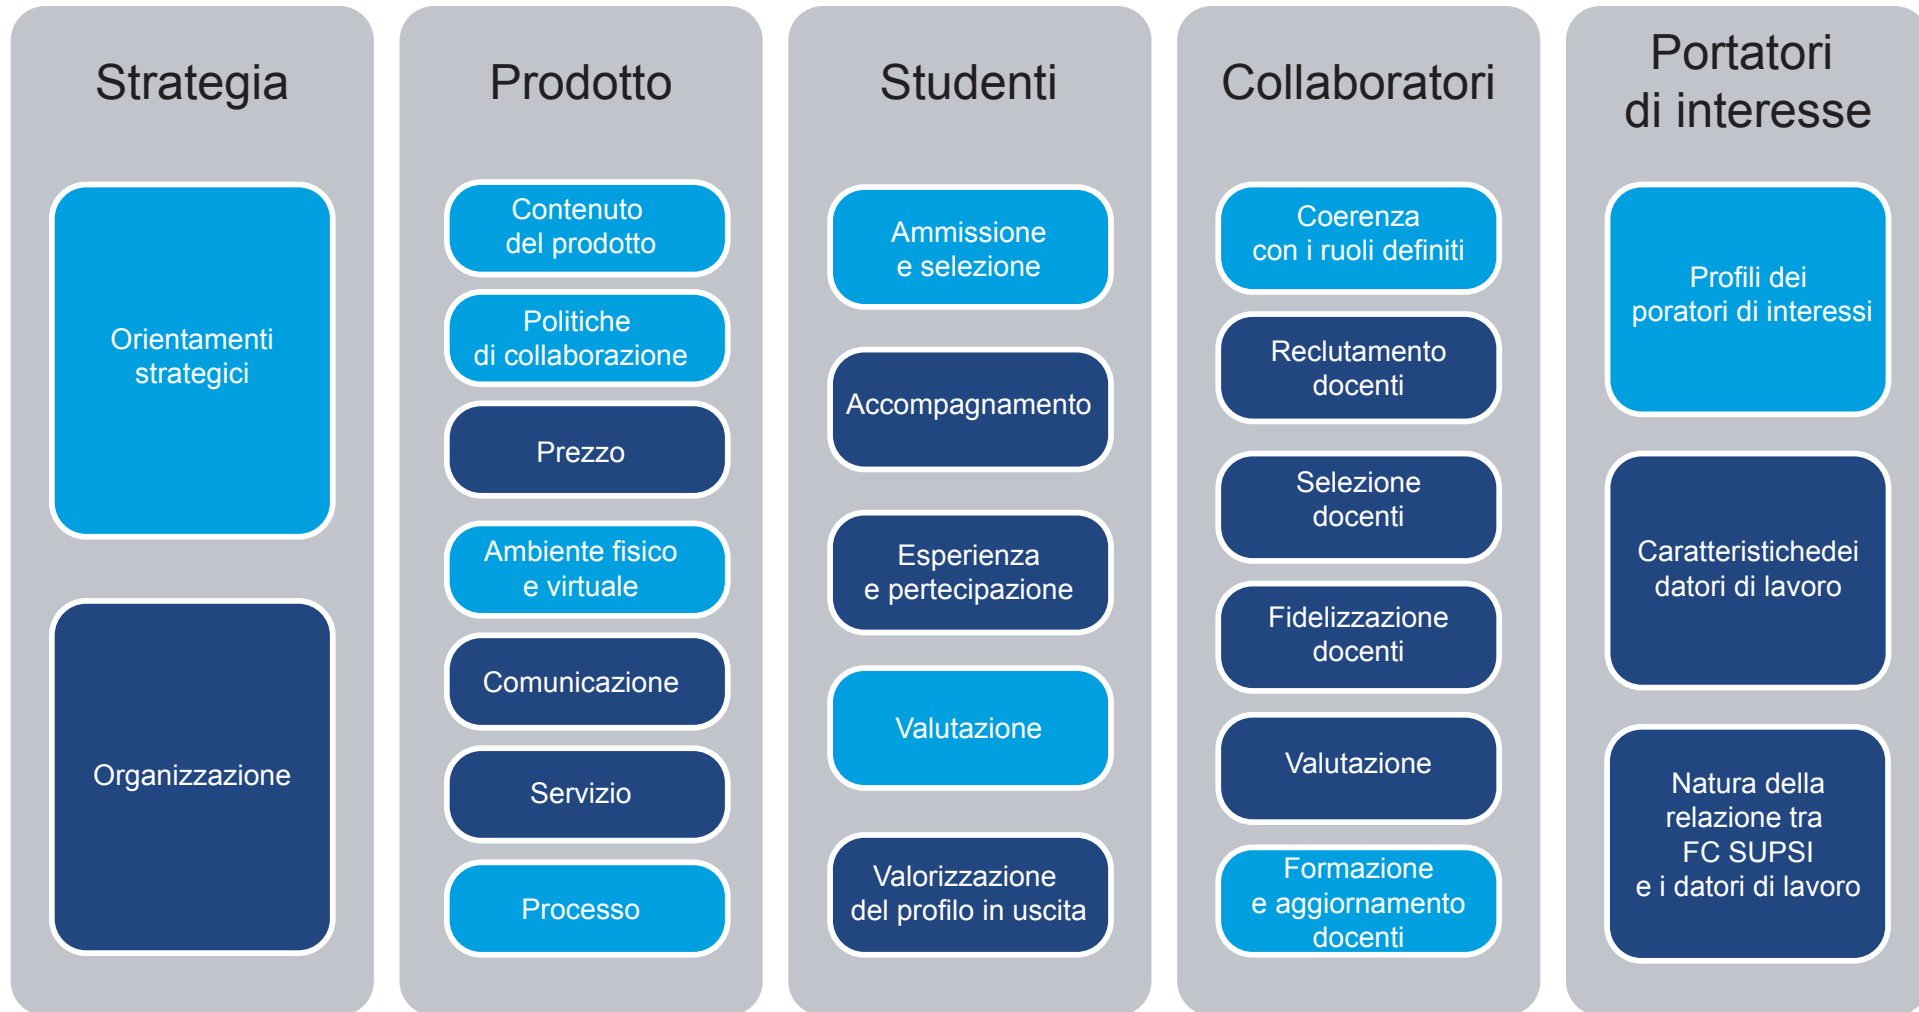 Strategia
Orientamenti
strategici
Organizzazione
Prodotto
Contenuto
del prodotto
Politiche
di collaborazione
Prezzo
Ambiente fisico
e virtuale
Comunicazione
Servizio
Processo
Studenti
Ammissione
e selezione
Accompagnamento
Esperienza
e pertecipazione
Valutazione
Valorizzazione
del profilo in uscita
Collaboratori
Coerenza
con i ruoli definiti
Reclutamento
docenti
Selezione
docenti
Fidelizzazione
docenti
Valutazione
Formazione
e aggiornamento
docenti
Portatori
di interesse
Profili dei
poratori di interessi
Caratteristichedei
datori di lavoro
Natura della
relazione tra
FC SUPSI
e i datori di lavoro